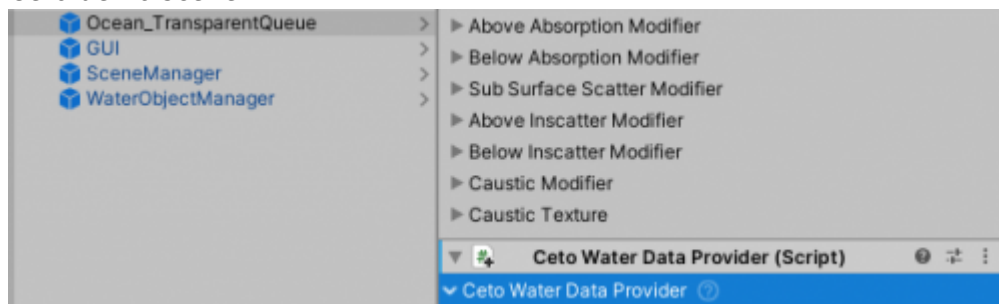 Ocean_TransparentQueue
GUI
SceneManager
WaterObjectManager
Above Absorption Modifier
Below Absorption Modifier
Sub Surface Scatter Modifier
Above Inscatter Modifier
Below Inscatter Modifier
Caustic Modifier
Caustic Texture
Ceto Water Data Provider (Script)
Ceto Water Data Provider